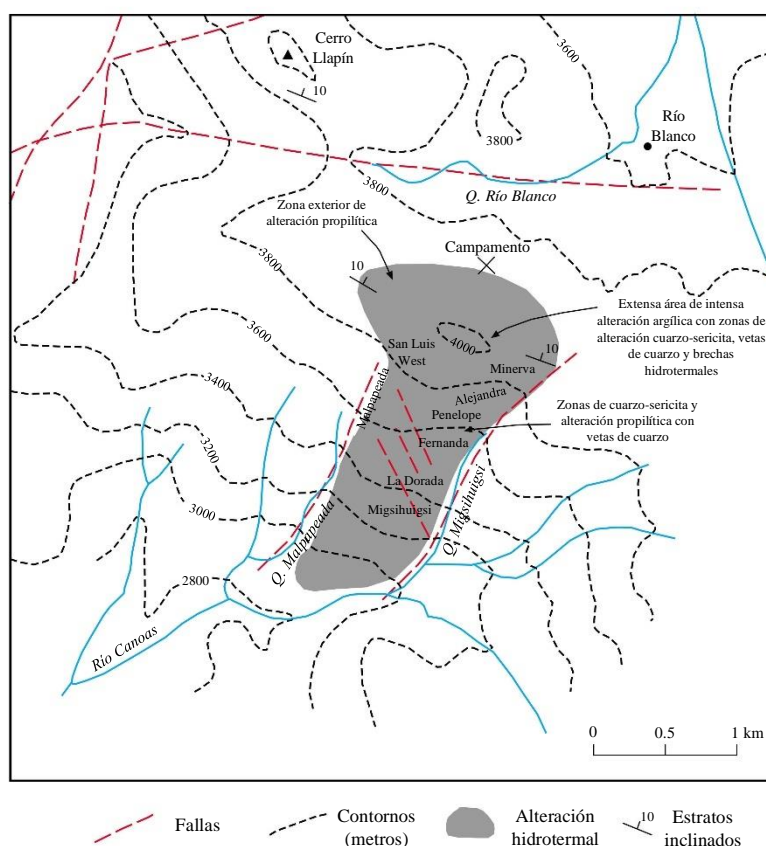 Cerro
Llapín
10
3600
3800
Río
Blanco
Q. Río Blanco
3800
Zona exterior de
alteración propilítica
Campamento
3800
10
Extensa área de intensa
alteración argílica con zonas de
alteración cuarzo-sericita, vetas
de cuarzo y brechas
hidrotermales
4000
San Luis
West
10
Minerva
3600
3400
Malpapeada
Alejandra
Penelope
Zonas de cuarzo-sericita y
alteración propilítica con
vetas de cuarzo
Fernanda
3200
La Dorada
Migsihuigsi
Q. Migsihuigsi
3000
Q. Malpapeada
2800
Río Canoas
0 0.5 1 km
Fallas
Contornos
(metros)
Alteración
hidrotermal
10
Estratos
inclinados